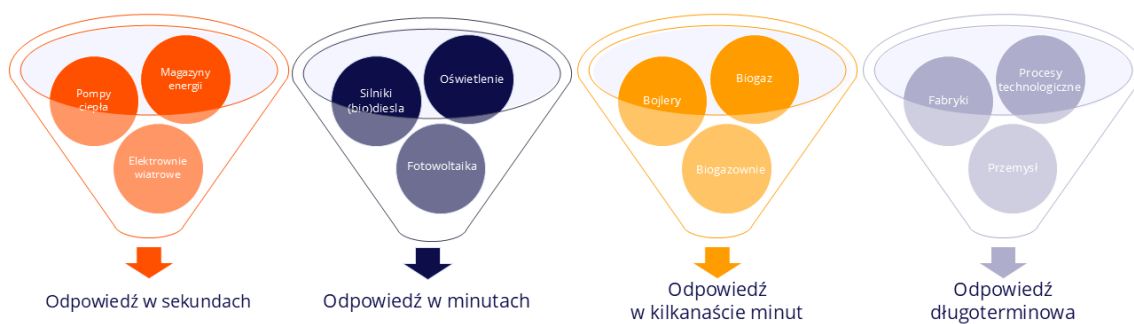 Pompy
ciepła
Magazyny
energii
Elektrownie
wiatrowe
Odpowiedź w sekundach
Silniki
(bio)diesla
Oświetlenie
Fotowoltaika
Odpowiedź w minutach
Bojlery
Biogaz
Biogazownie
Odpowiedź
w kilkanaście minut
Fabryki
Procesy
technologiczne
Przemysł
Odpowiedź
długoterminowa